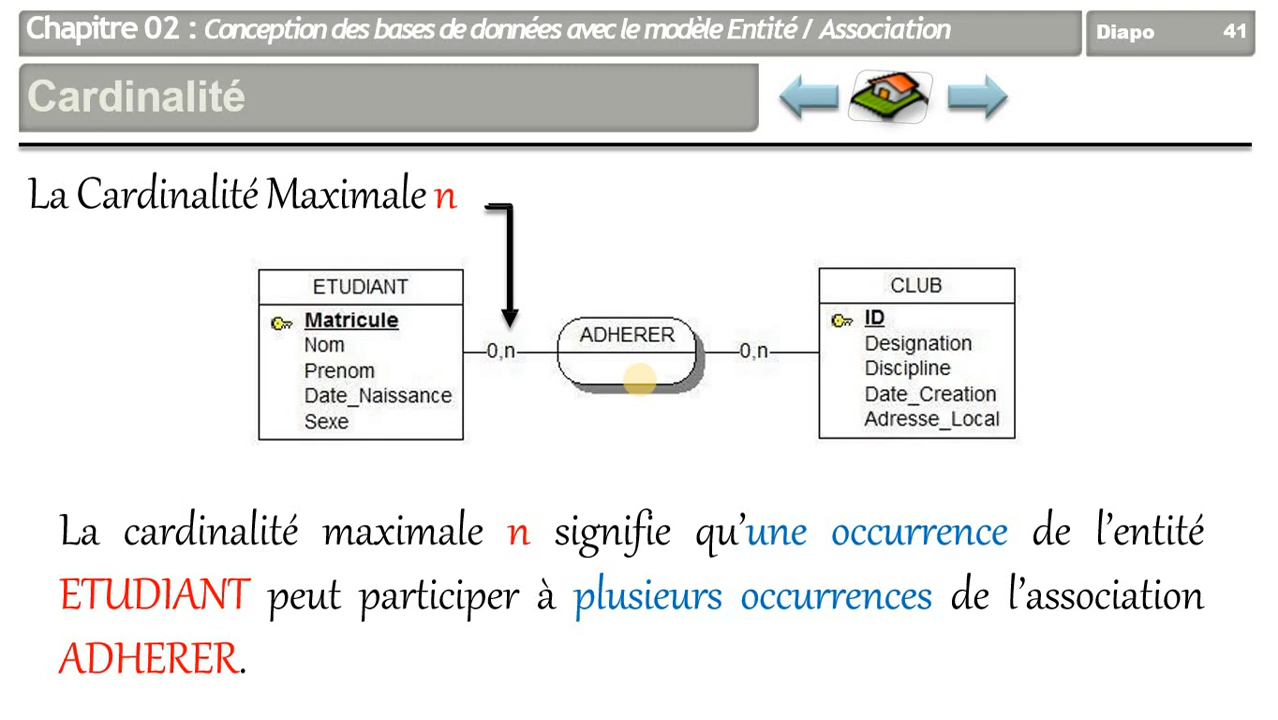 Chapitre 02 : Conception des bases de données avec le modèle Entité / Association
Diapo 41
Cardinalité
La Cardinalité Maximale n
ETUDIANT
Matricule
Nom
Prenom
Date_Naissance
Sexe
0,n
ADHERER
0,n
CLUB
ID
Designation
Discipline
Date_Creation
Adresse_Local
La cardinalité maximale n signifie qu’une occurrence de l’entité
ETUDIANT peut participer à plusieurs occurrences de l’association
ADHERER.